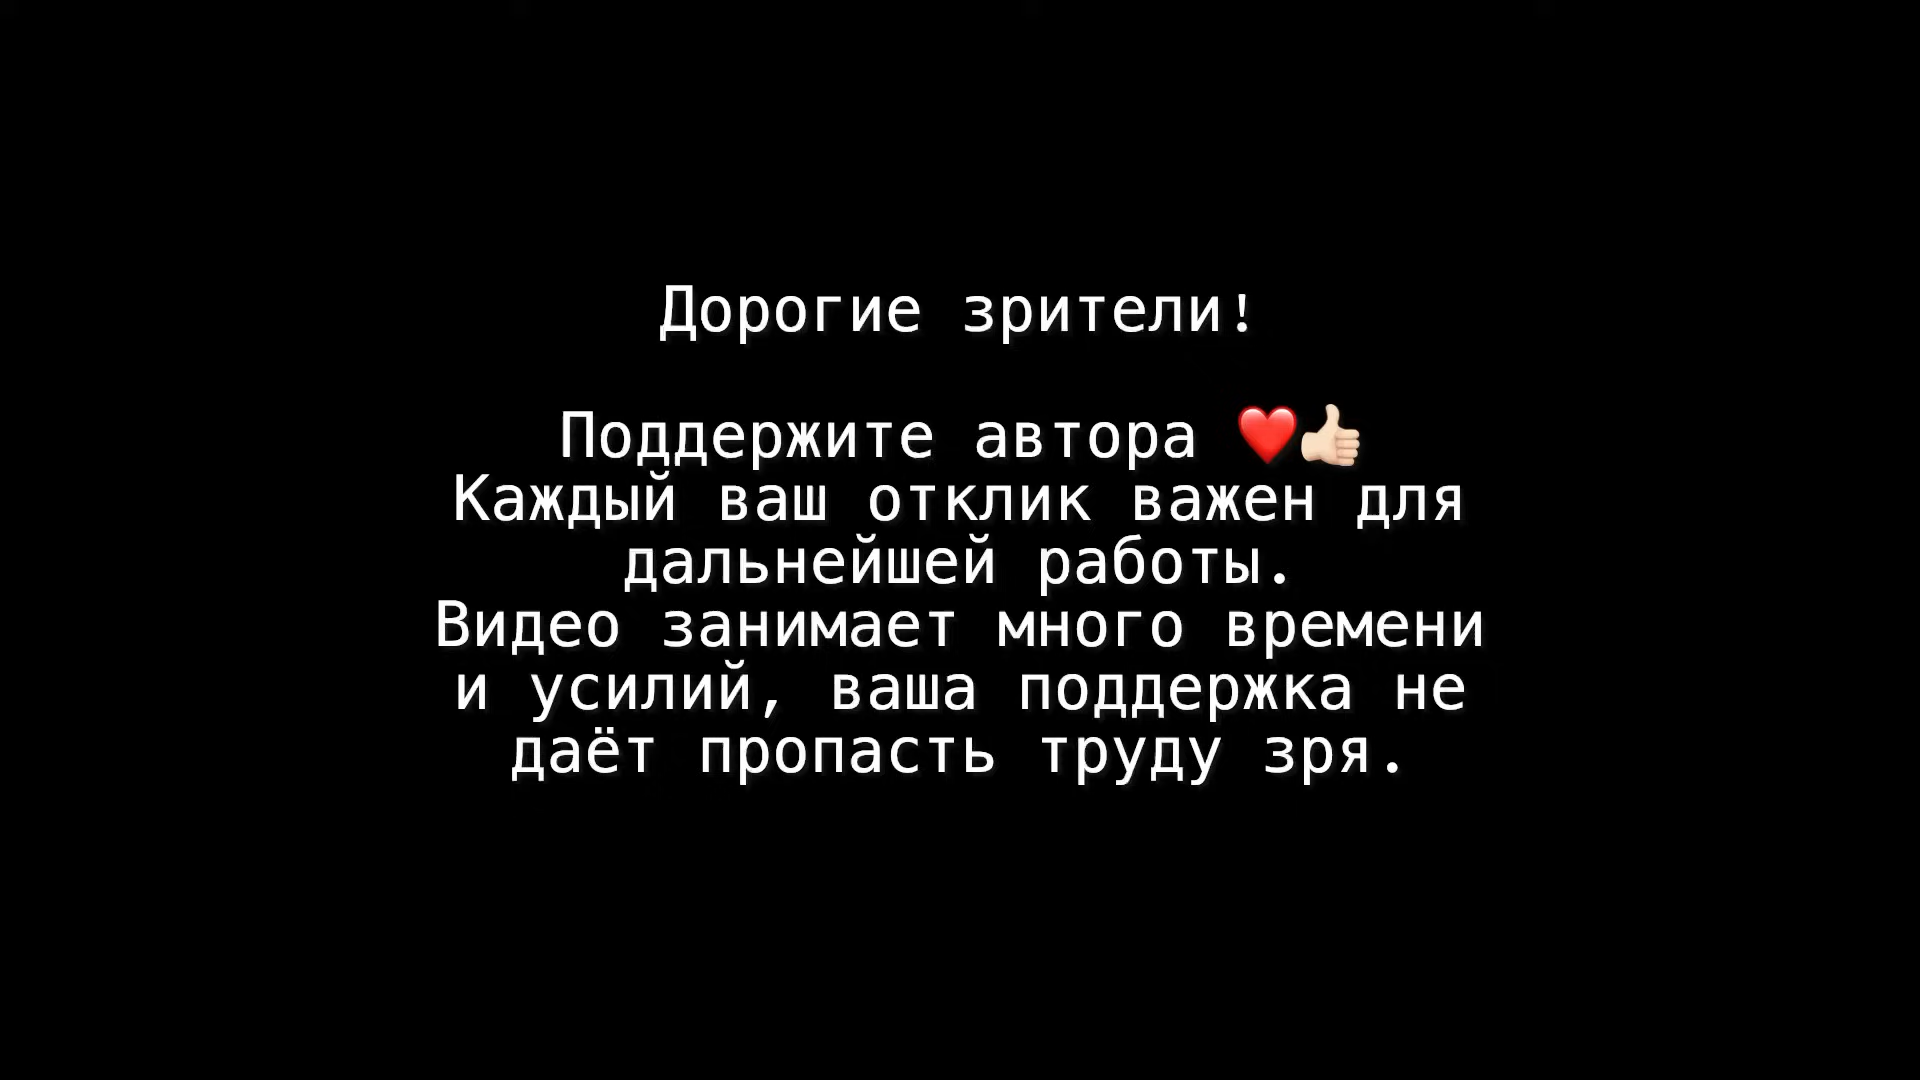 Дорогие зрители!
Поддержите автора ❤️👍🏻
Каждый ваш отклик важен для
дальнейшей работы.
Видео занимает много времени
и усилий, ваша поддержка не
даёт пропасть труду зря.